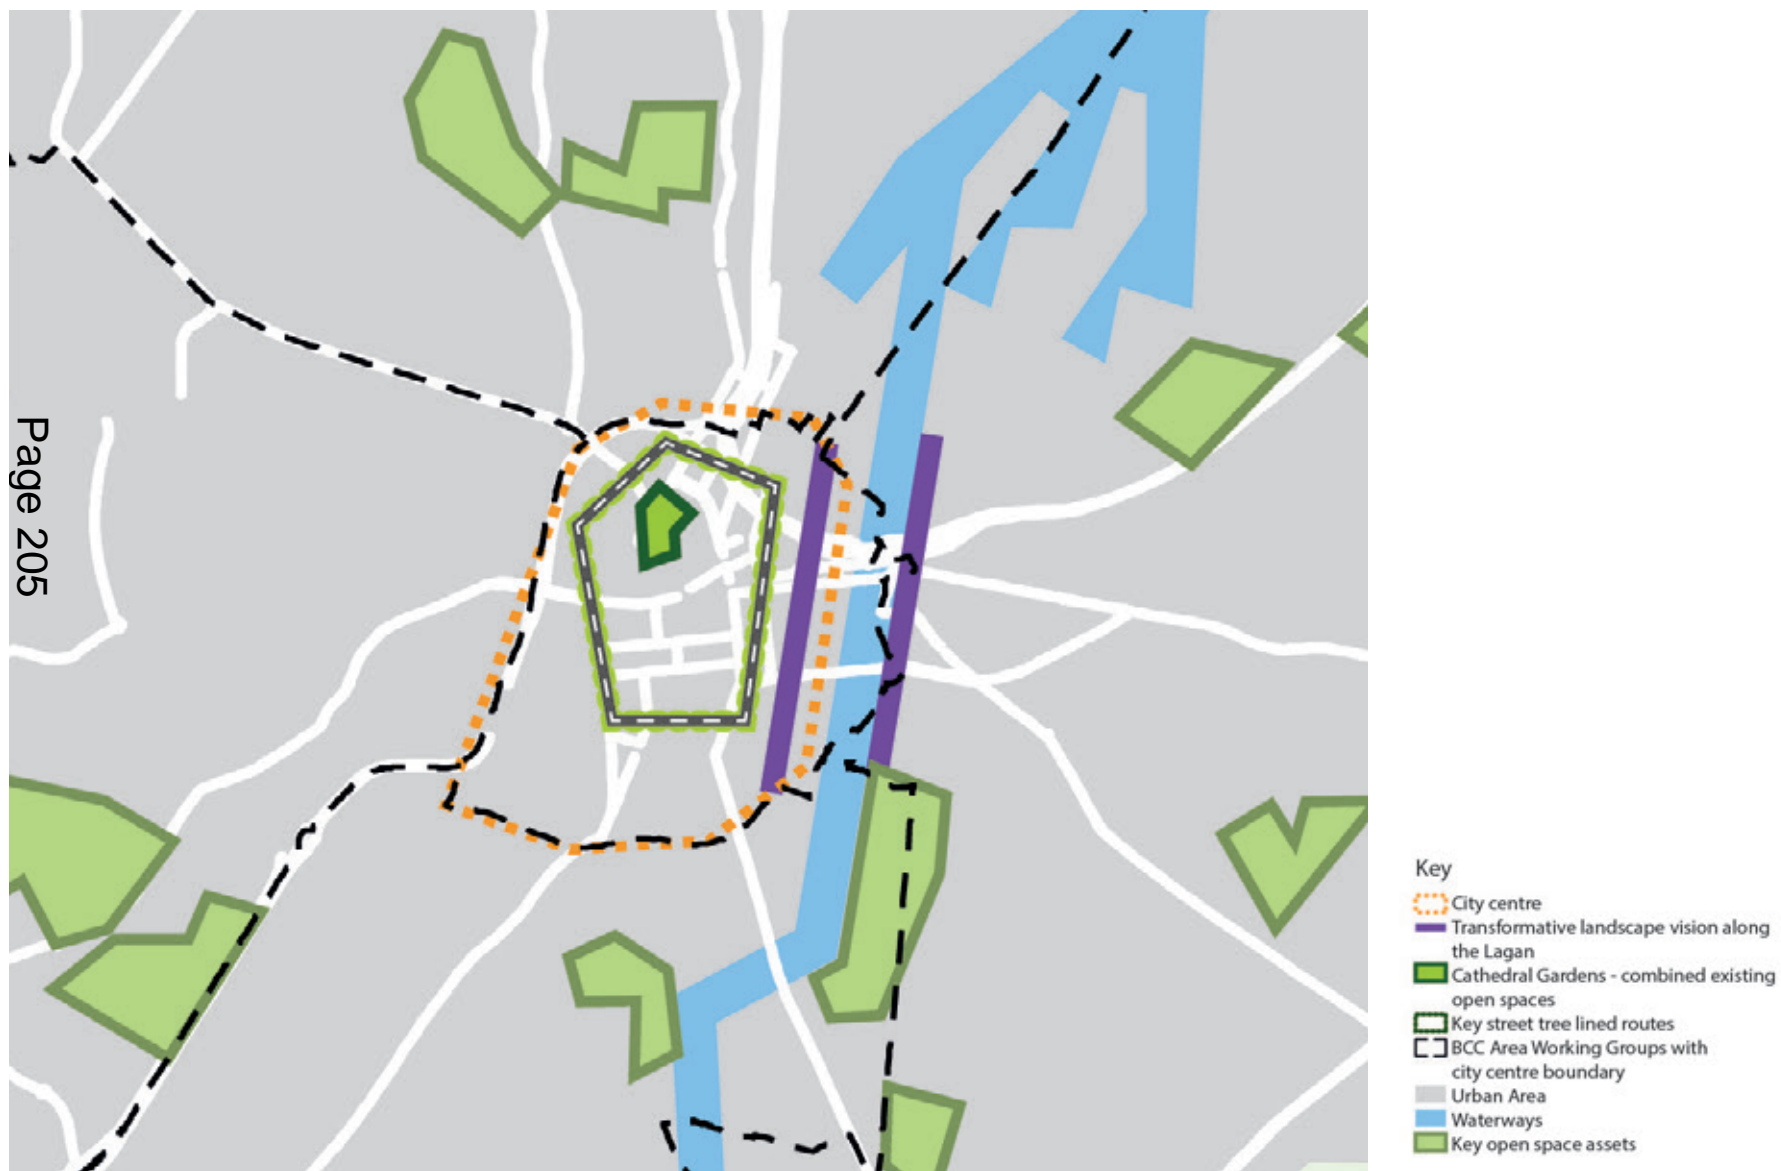 Page 205
Key
City centre
Transformative landscape vision along
the Lagan
Cathedral Gardens - combined existing
open spaces
Key street tree lined routes
BCC Area Working Groups with
city centre boundary
Urban Area
Waterways
Key open space assets